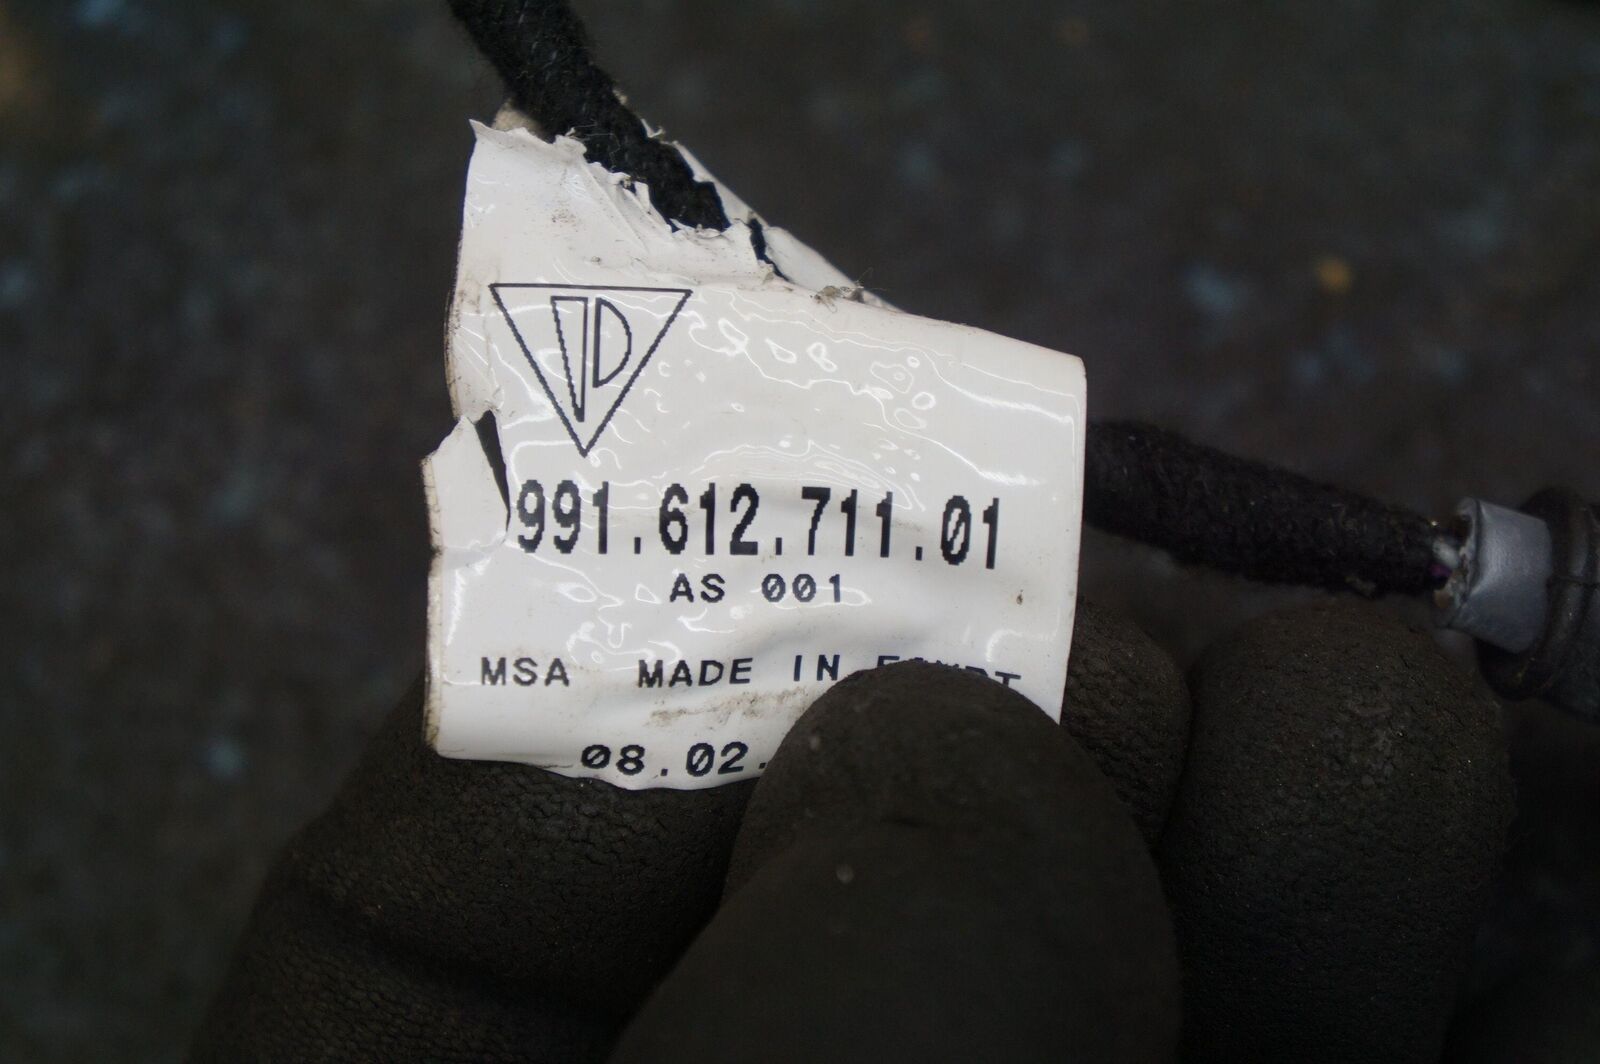 991.612.711.01
AS 001
MSA MADE IN
08.02.